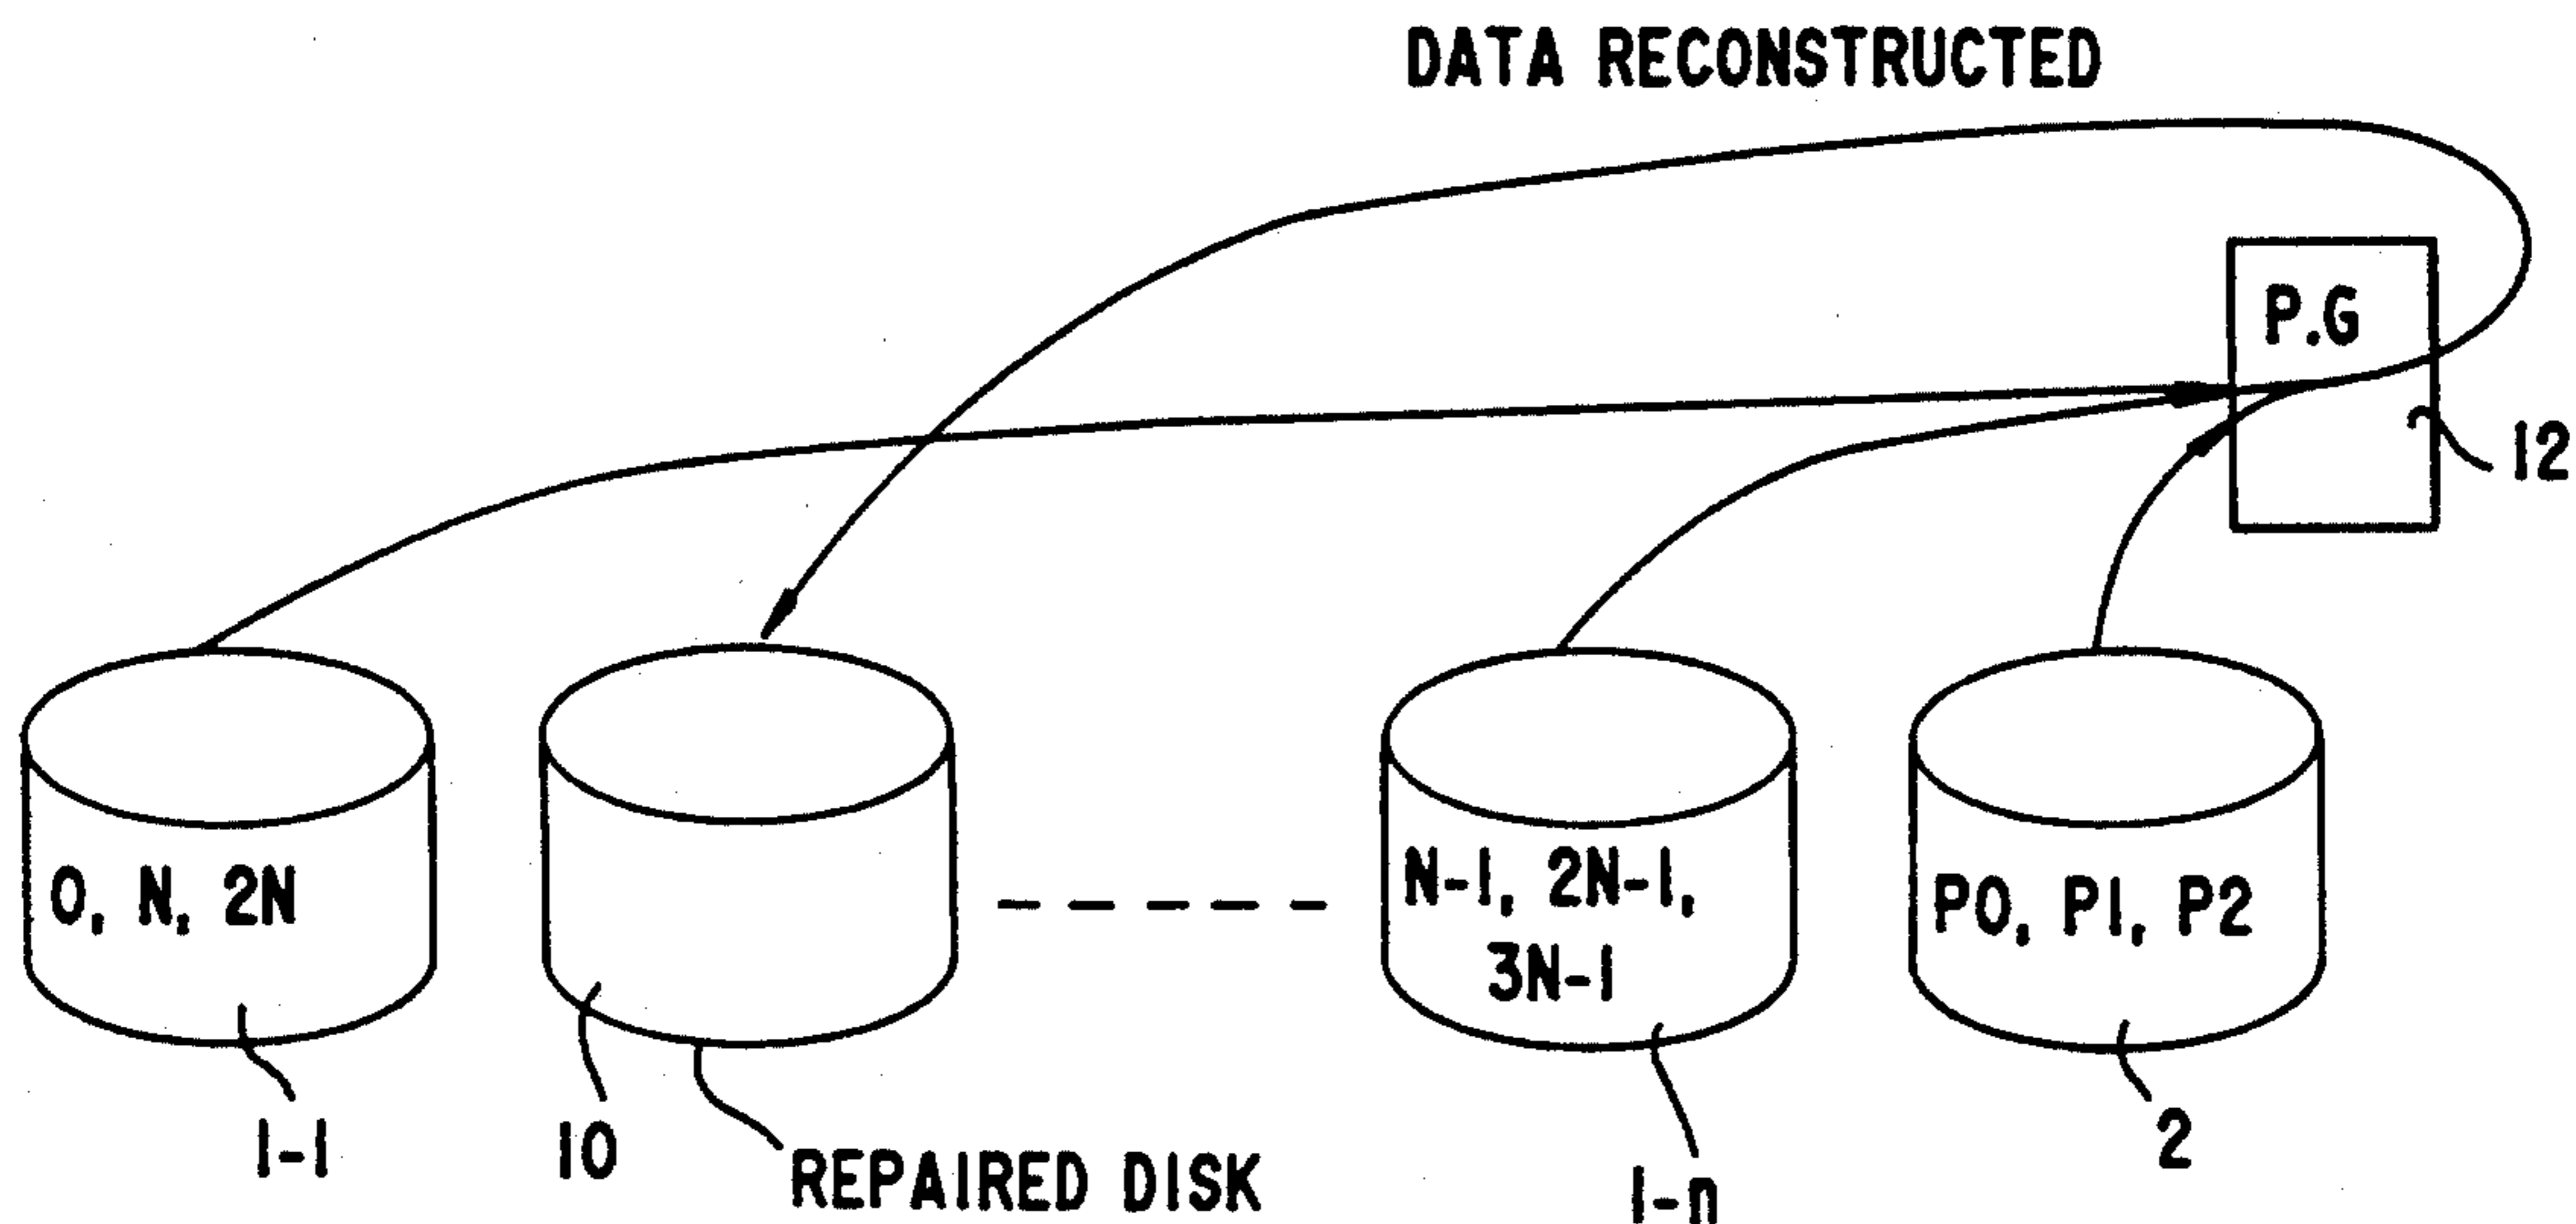 DATA RECONSTRUCTED
P.G
12
0, N, 2N
N-1, 2N-1,
3N-1
P0, P1, P2
1-1
10
REPAIRED DISK
1-n
2